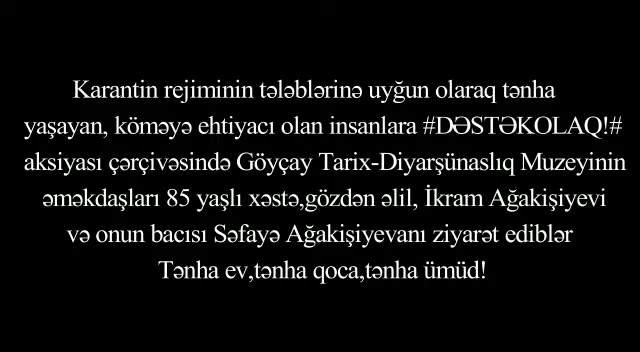 Karantin rejiminin tələblərinə uyğun olaraq tənha
yaşayan, köməyə ehtiyacı olan insanlara #DƏSTƏKOLAQ!#
aksiyası çərçivəsində Göyçay Tarix-Diyarşünaslıq Muzeyinin
əməkdaşları 85 yaşlı xəstə,gözdən əlil, İkram Ağakişiyevi
və onun bacısı Səfayə Ağakişiyevanı ziyarət ediblər
Tənha ev,tənha qoca,tənha ümüd!